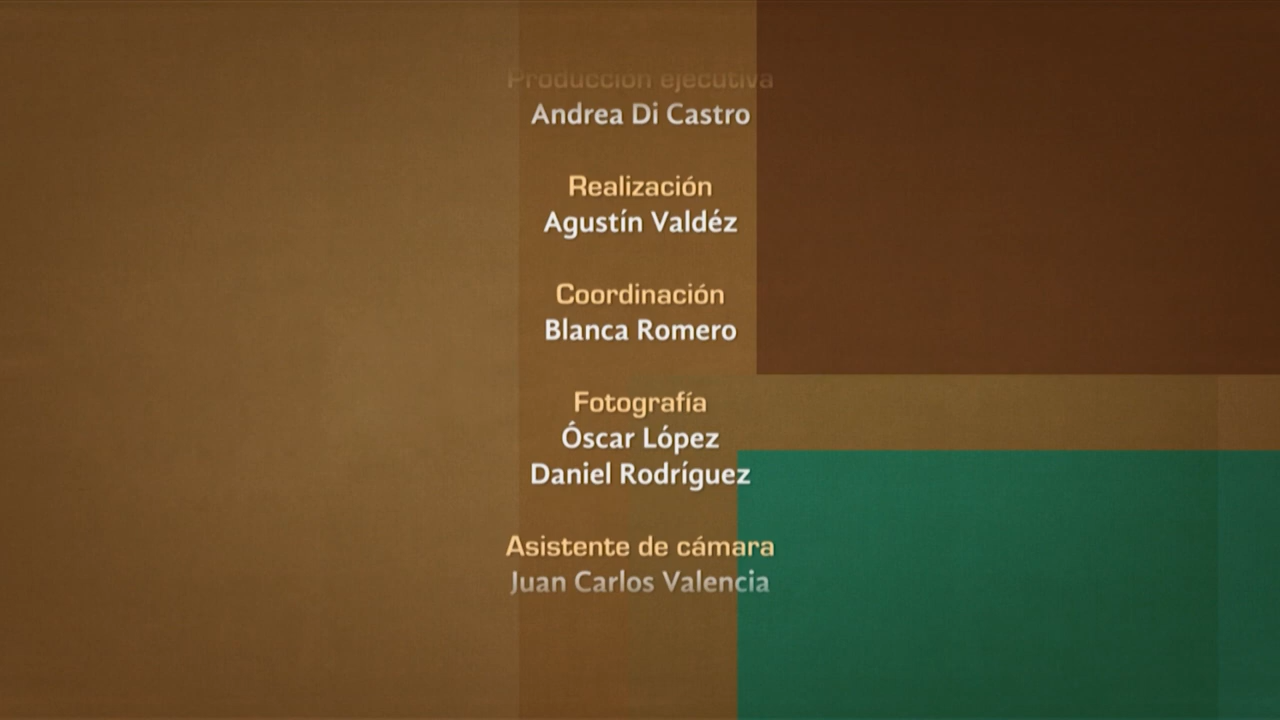 Producción ejecutiva
Andrea Di Castro
Realización
Agustín Valdéz
Coordinación
Blanca Romero
Fotografía
Óscar López
Daniel Rodríguez
Asistente de cámara
Juan Carlos Valencia